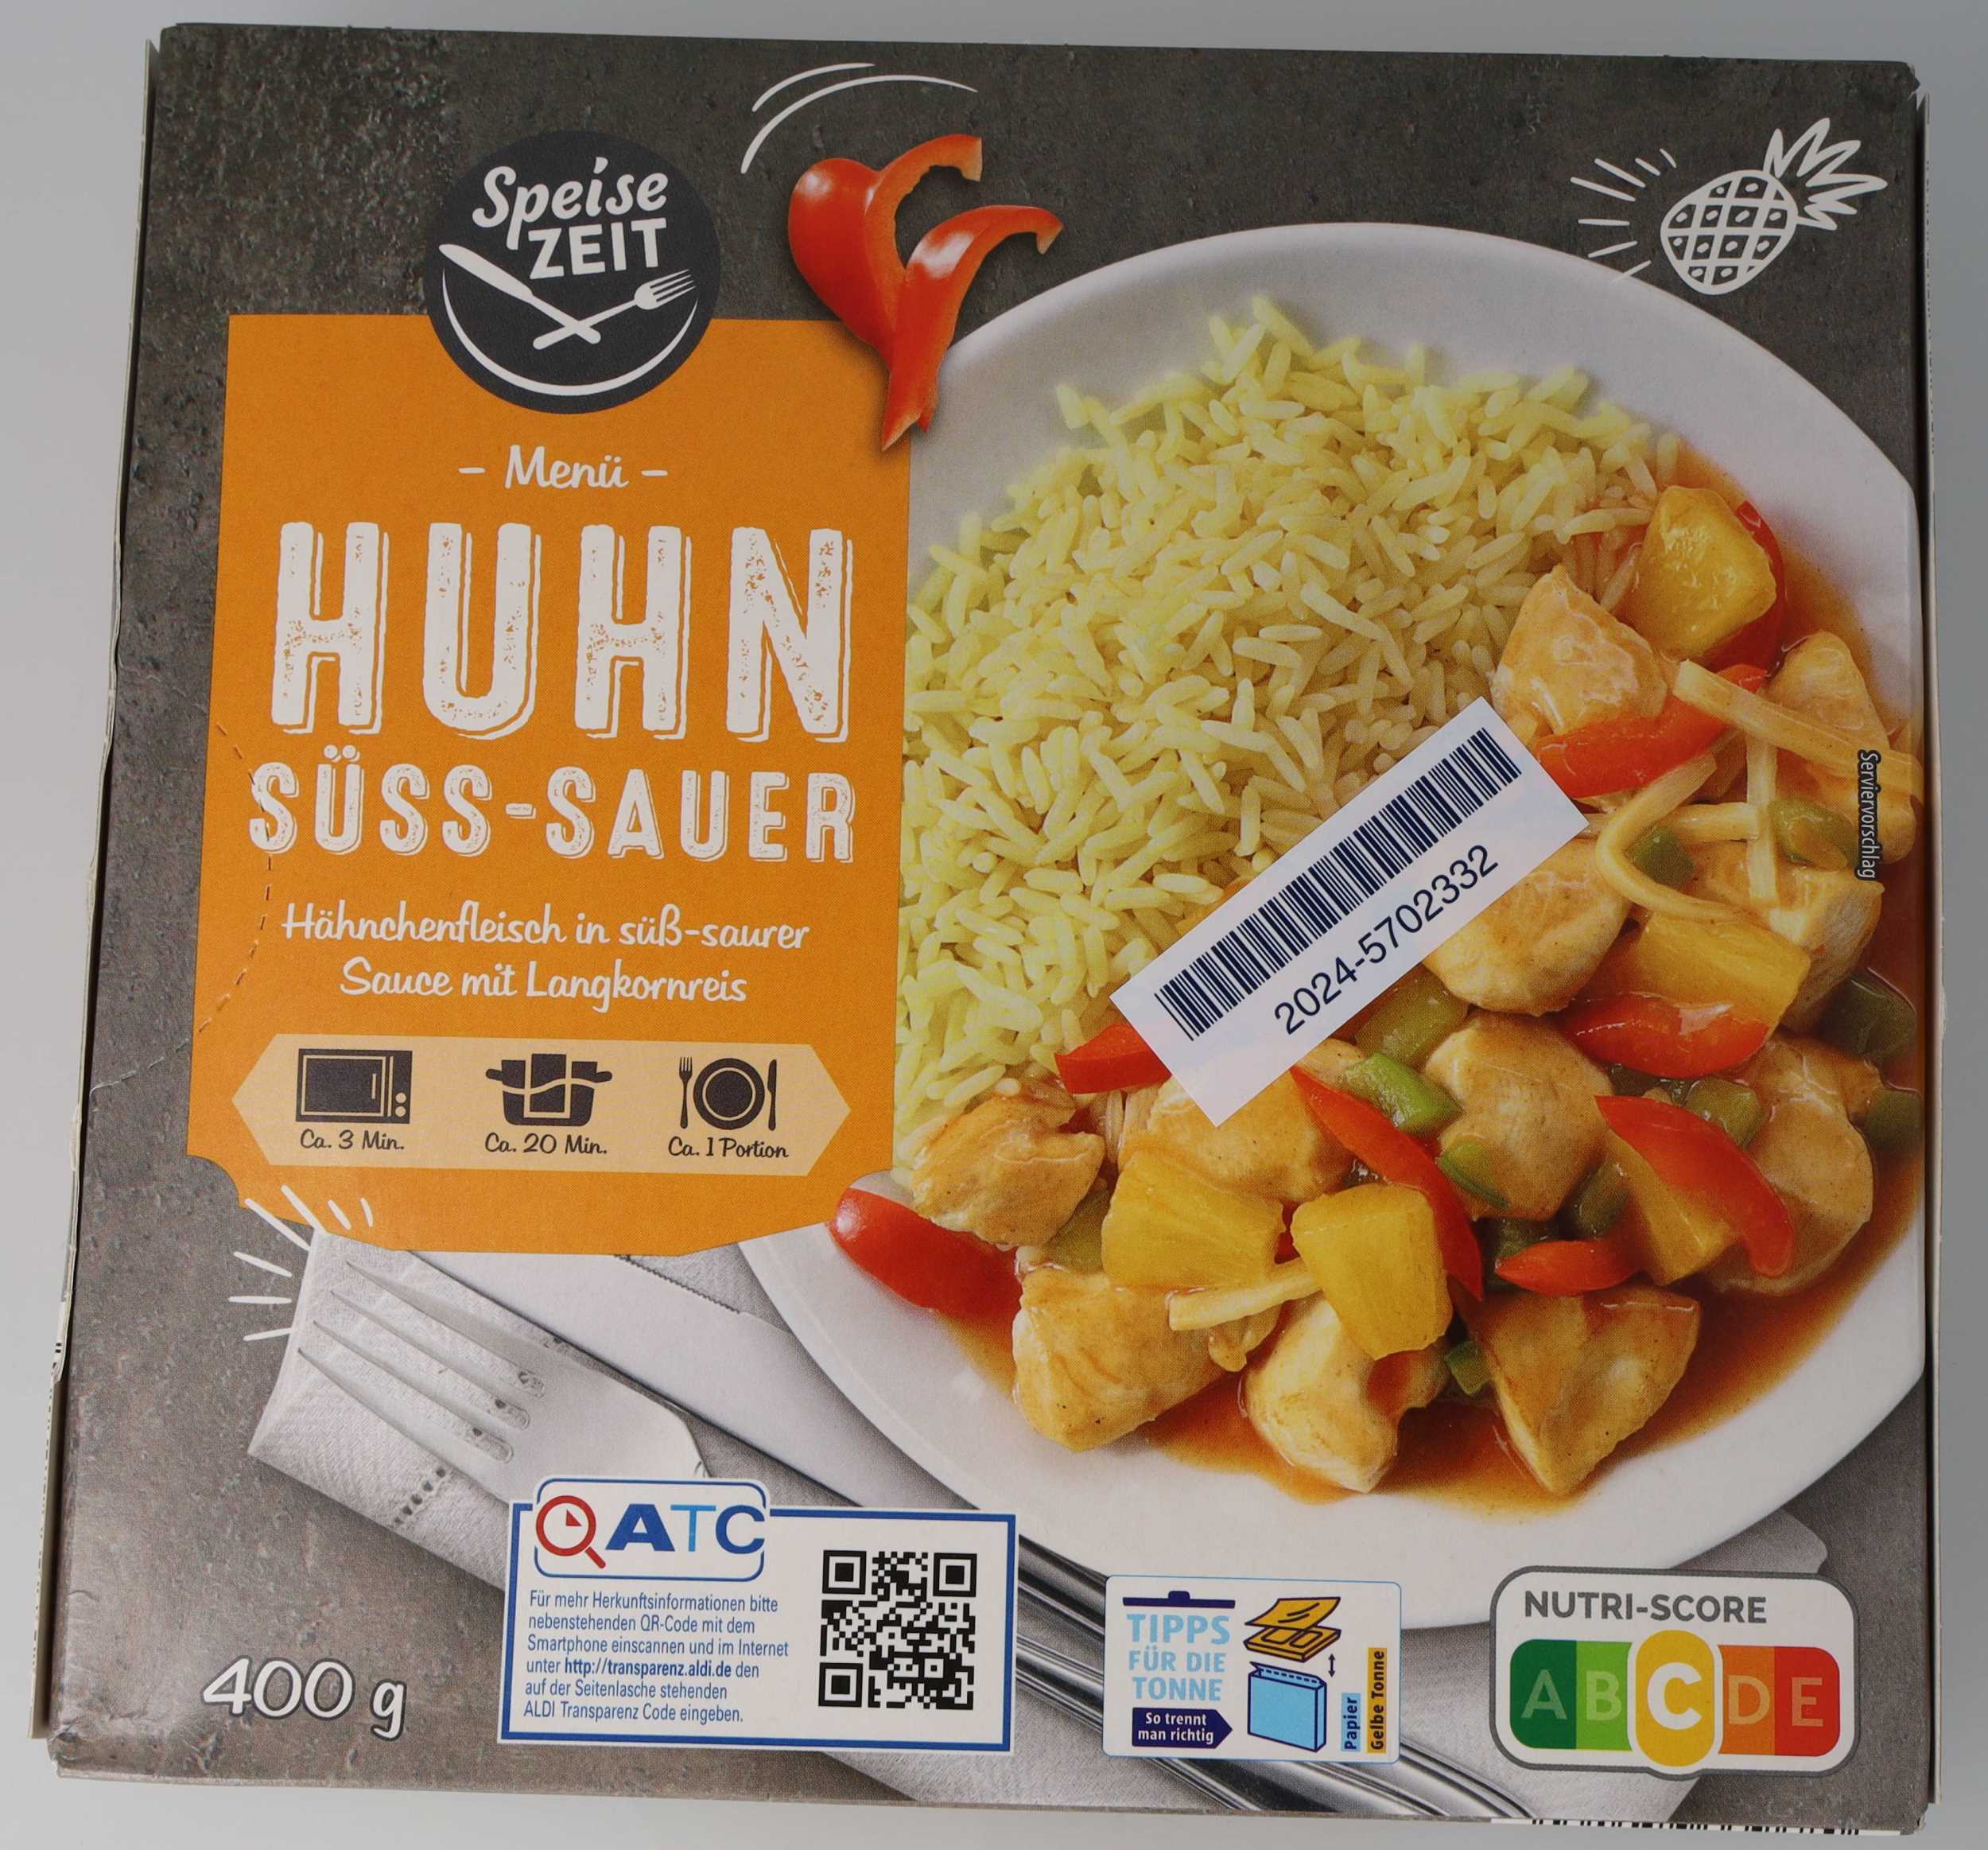 Speise
ZEIT
- Menü -
HUHN
SÜSS-SAUER
Hähnchenfleisch in süß-saurer
Sauce mit Langkornreis
Ca. 3 Min.
Ca. 20 Min.
Ca. 1 Portion
Serviervorschlag
2024-5702332
400 g
ATC
Für mehr Herkunftsinformationen bitte
nebenstehenden QR-Code mit dem
Smartphone einscannen und im Internet
unter http://transparenz.aldi.de den
auf der Seitenlasche stehenden
ALDI Transparenz Code eingeben.
TIPPS
FÜR DIE
TONNE
So trennt
man richtig
Papier
Gelbe Tonne
NUTRI-SCORE
A B C D E